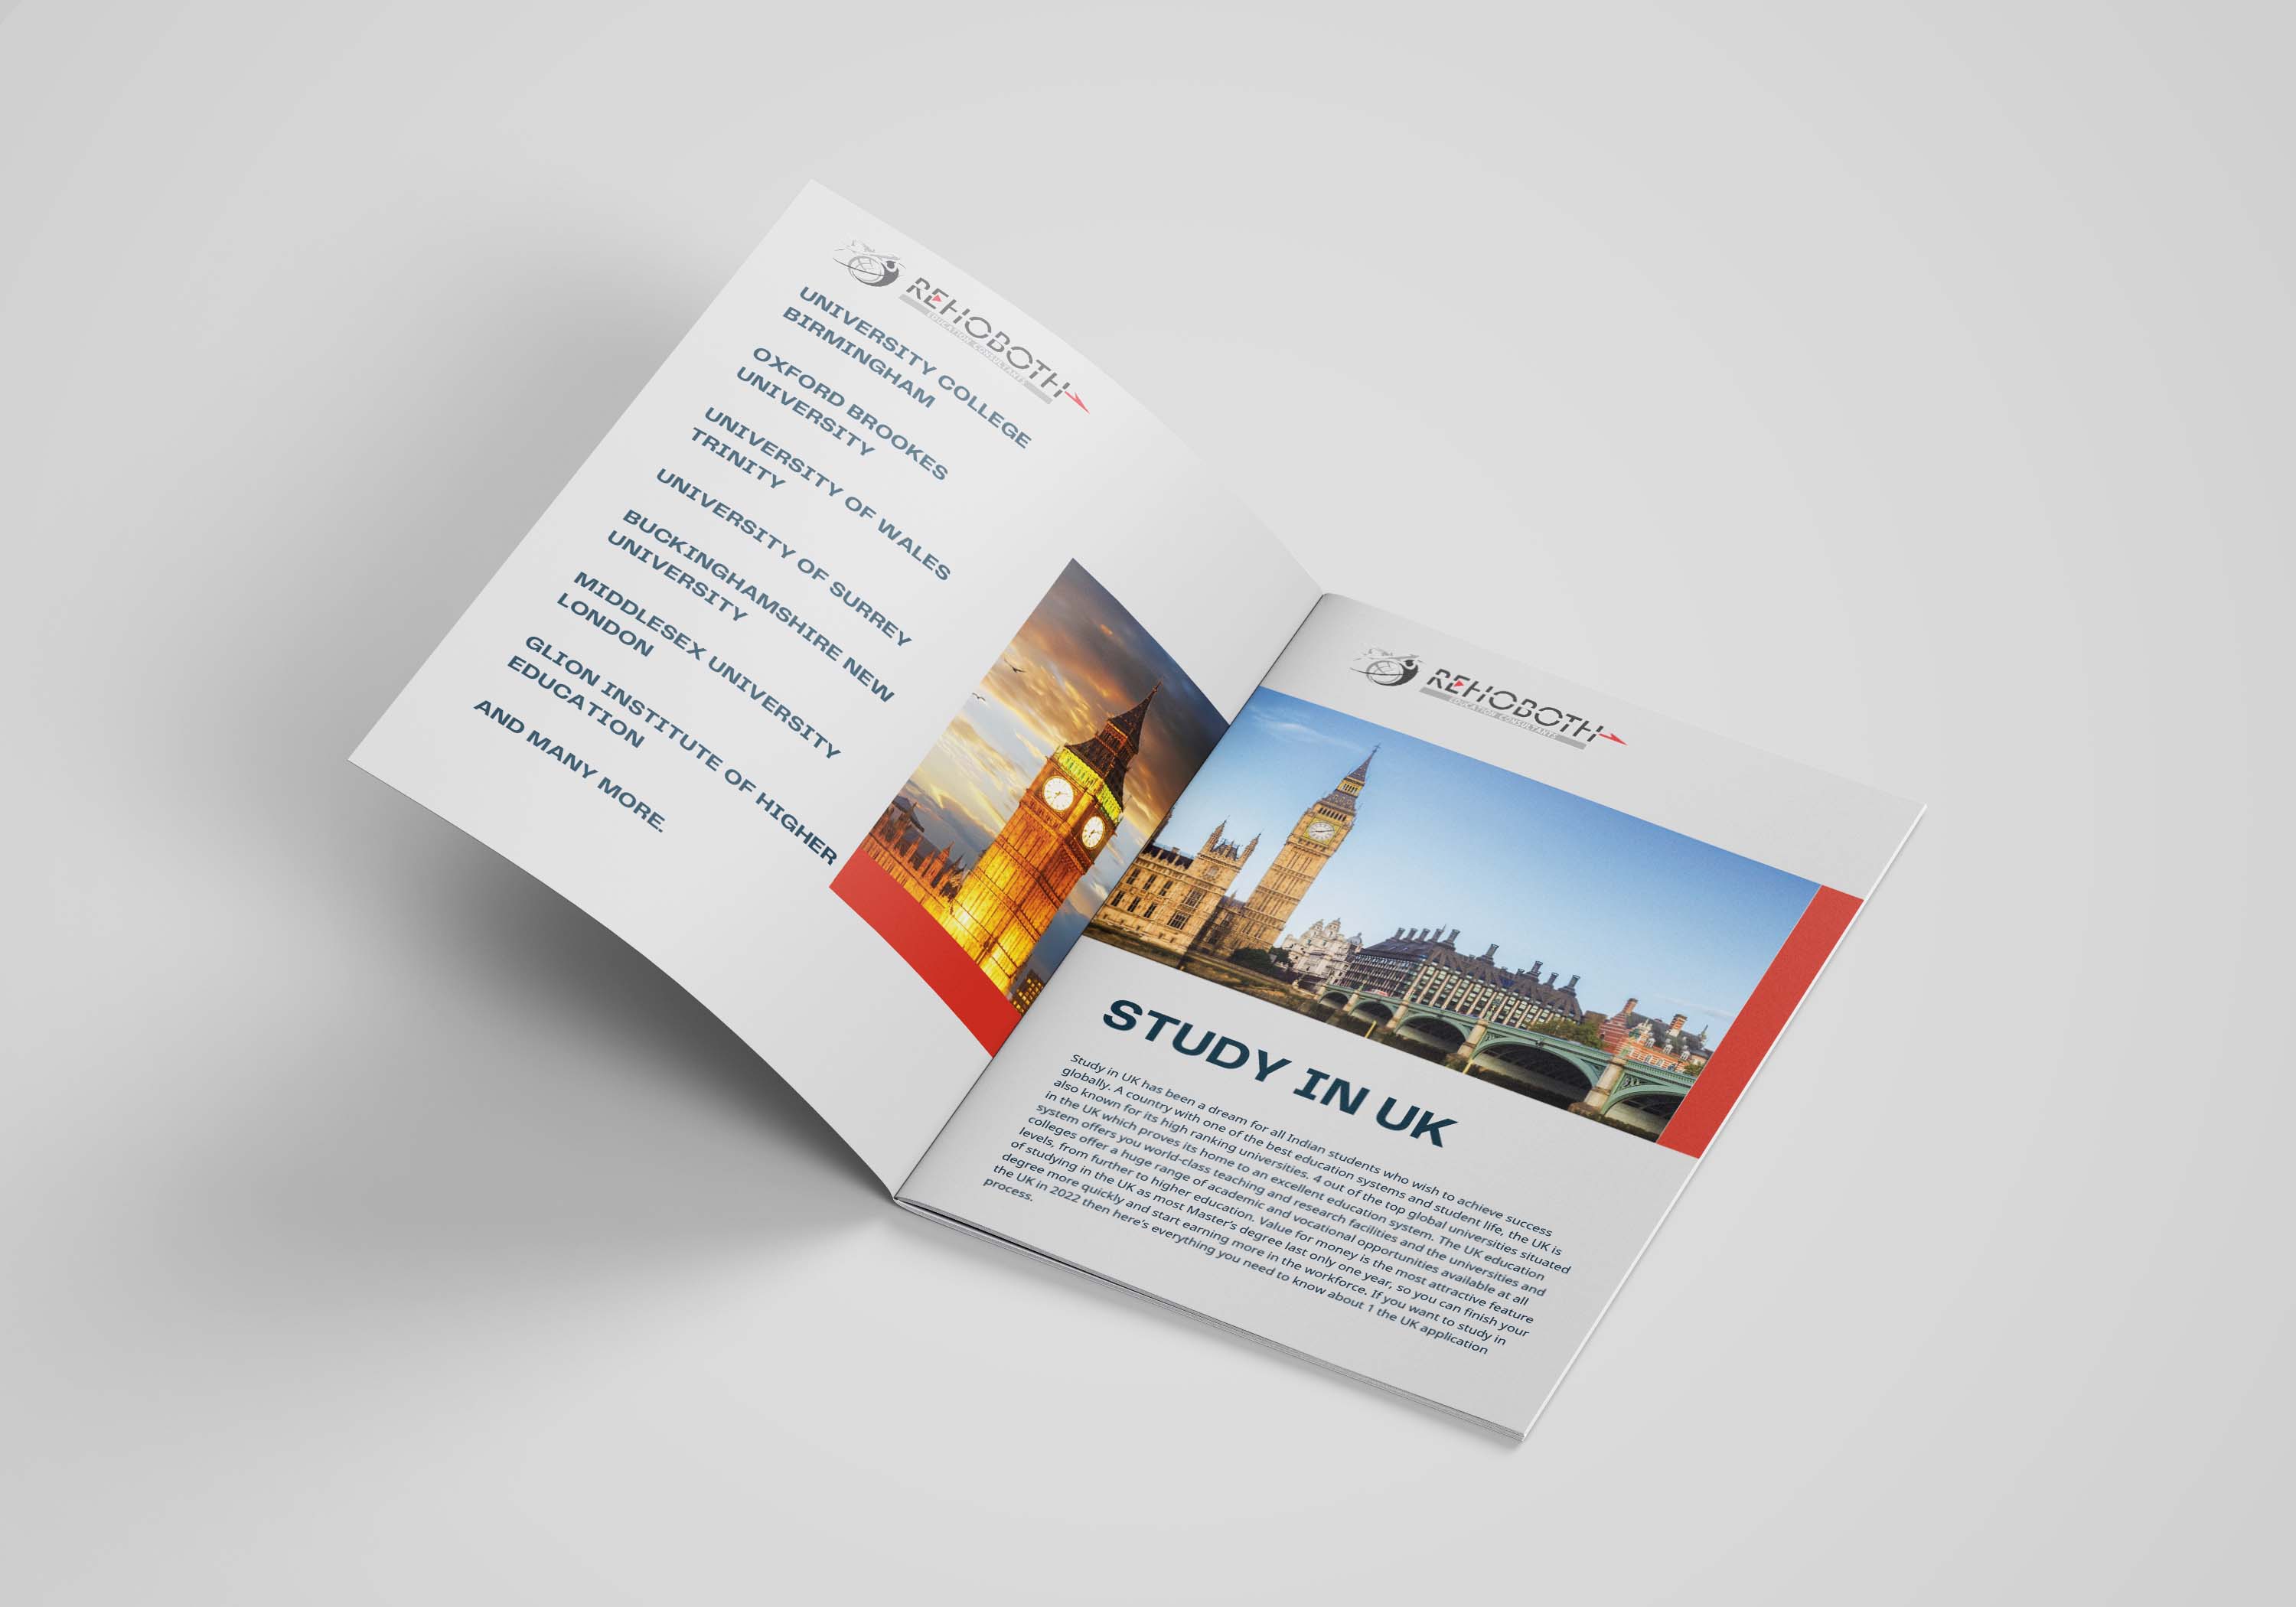 REHOBOTH
EDUCATION CONSULTANTS
UNIVERSITY COLLEGE
BIRMINGHAM
OXFORD BROOKES
UNIVERSITY
UNIVERSITY OF WALES
TRINITY
UNIVERSITY OF SURREY
BUCKINGHAMSHIRE NEW
UNIVERSITY
MIDDLESEX UNIVERSITY
LONDON
GLION INSTITUTE OF HIGHER
EDUCATION
AND MANY MORE.
REHOBOTH
EDUCATION CONSULTANTS
STUDY IN UK
Study in UK has been a dream for all Indian students who wish to achieve success
globally. A country with one of the best education systems and student life, the UK is
also known for its high ranking universities. 4 out of the top global universities situated
in the UK which proves its home to an excellent education system. The UK education
system offers you world-class teaching and research facilities and the universities and
colleges offer a huge range of academic and vocational opportunities available at all
levels, from further to higher education. Value for money is the most attractive feature
of studying in the UK as most Master's degree last only one year, so you can finish your
degree more quickly and start earning more in the workforce. If you want to study in
the UK in 2022 then here's everything you need to know about 1 the UK application
process.